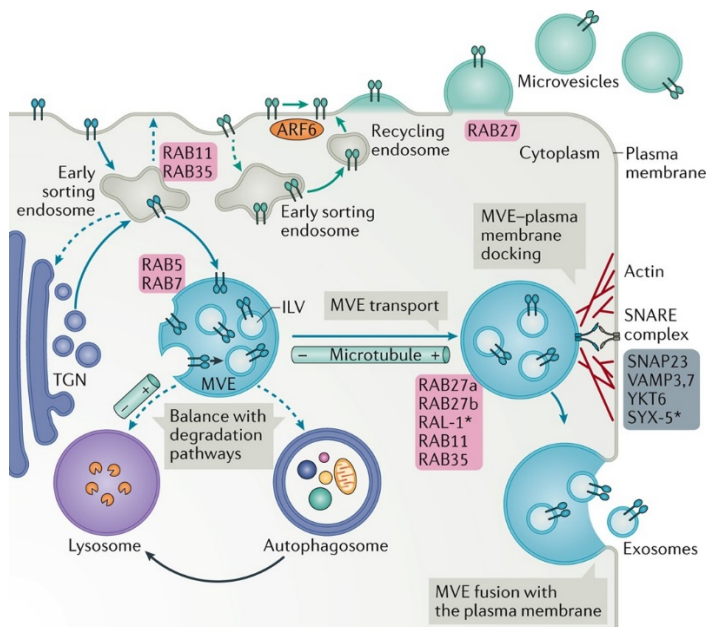 Microvesicles
ARF6
Recycling
endosome
RAB27
Cytoplasm
Plasma
membrane
RAB11
RAB35
Early
sorting
endosome
Early sorting
endosome
MVE–plasma
membrane
docking
RAB5
RAB7
ILV
MVE transport
Actin
SNARE
complex
TGN
MVE
− Microtubule +
SNAP23
VAMP3,7
YKT6
SYX-5*
RAB27a
RAB27b
RAL-1*
RAB11
RAB35
− +
Balance with
degradation
pathways
Lysosome
Autophagosome
Exosomes
MVE fusion with
the plasma membrane